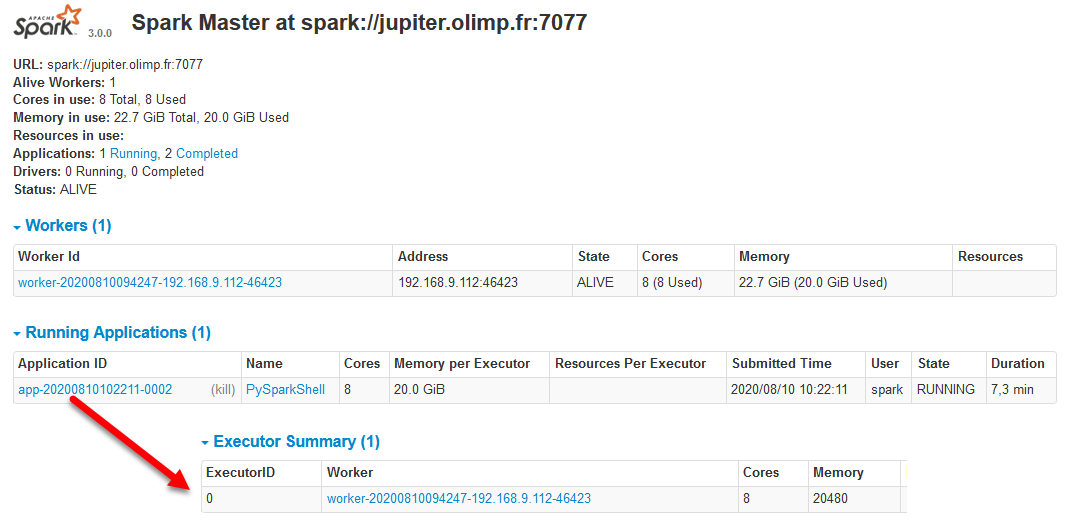 APACHE
Spark 3.0.0 Spark Master at spark://jupiter.olimp.fr:7077
URL: spark://jupiter.olimp.fr:7077
Alive Workers: 1
Cores in use: 8 Total, 8 Used
Memory in use: 22.7 GiB Total, 20.0 GiB Used
Resources in use:
Applications: 1 Running, 2 Completed
Drivers: 0 Running, 0 Completed
Status: ALIVE
Workers (1)
Worker Id Address State Cores Memory Resources
worker-20200810094247-192.168.9.112-46423 192.168.9.112:46423 ALIVE 8 (8 Used) 22.7 GiB (20.0 GiB Used)
Running Applications (1)
Application ID Name Cores Memory per Executor Resources Per Executor Submitted Time User State Duration
app-20200810102211-0002 (kill) PySparkShell 8 20.0 GiB 2020/08/10 10:22:11 spark RUNNING 7,3 min
Executor Summary (1)
ExecutorID Worker Cores Memory
0 worker-20200810094247-192.168.9.112-46423 8 20480